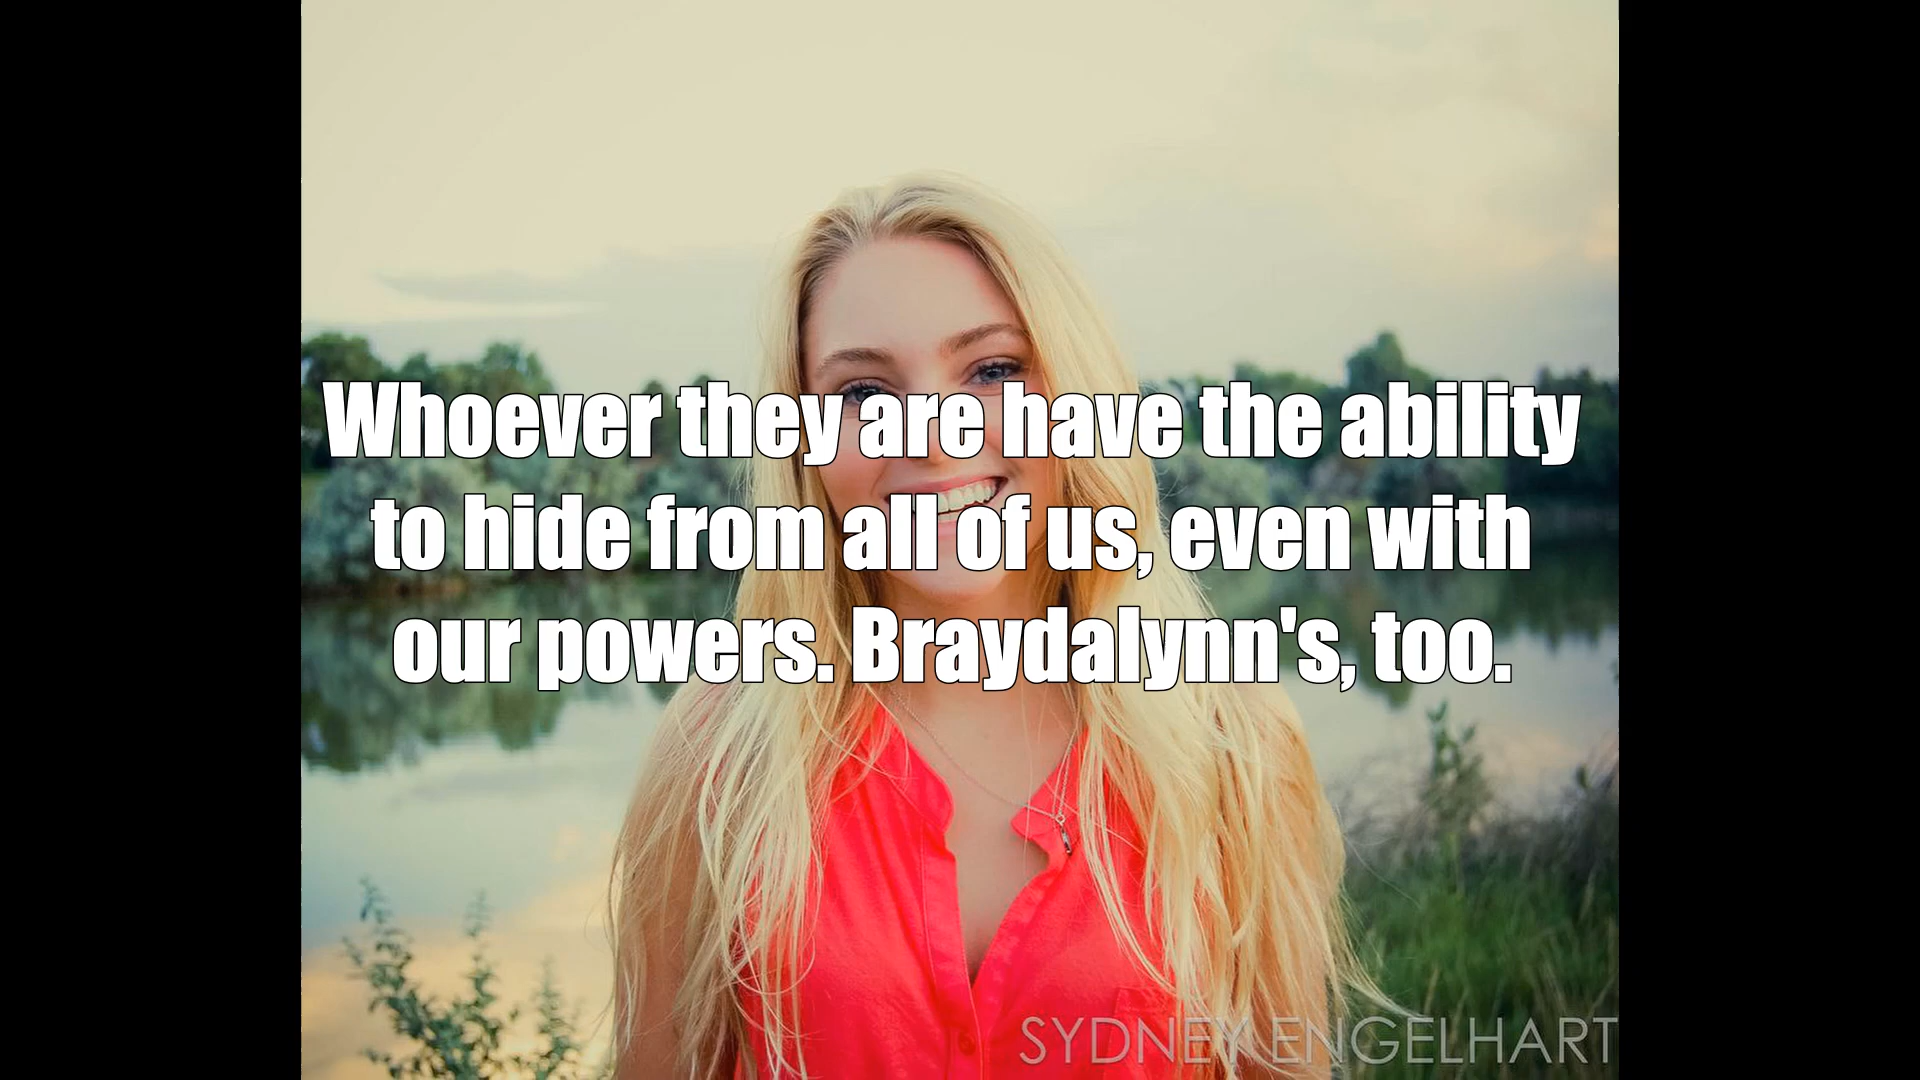 Whoever they are have the ability
to hide from all of us, even with
our powers. Braydalynn's, too.
SYDNEY ENGELHART